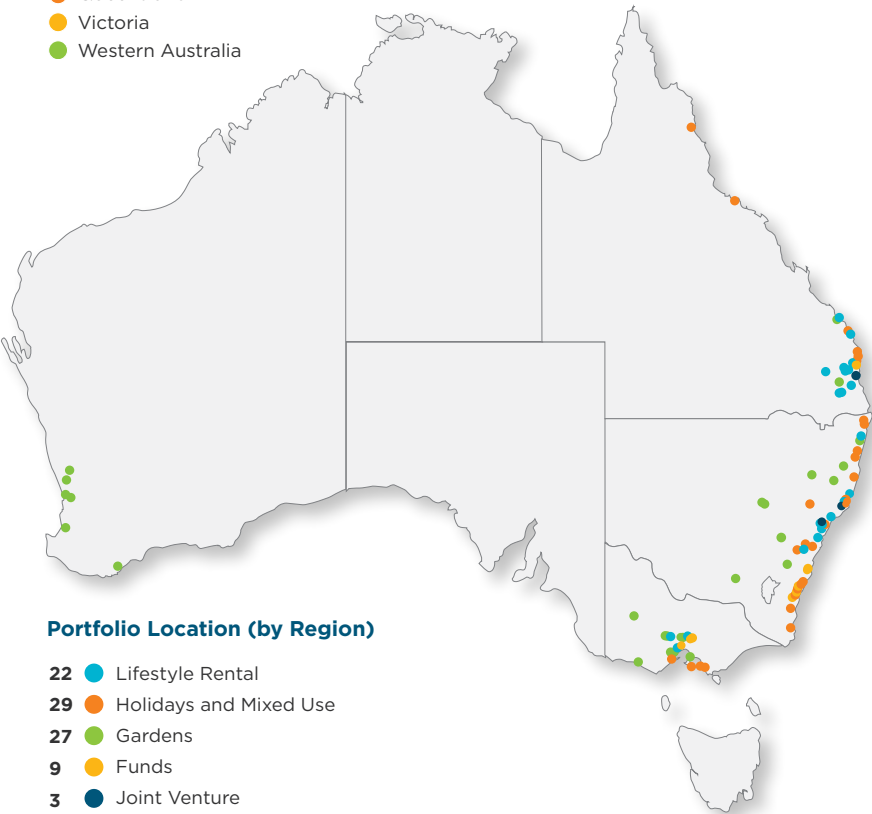 Victoria
Western Australia
Portfolio Location (by Region)
22 Lifestyle Rental
29 Holidays and Mixed Use
27 Gardens
9 Funds
3 Joint Venture